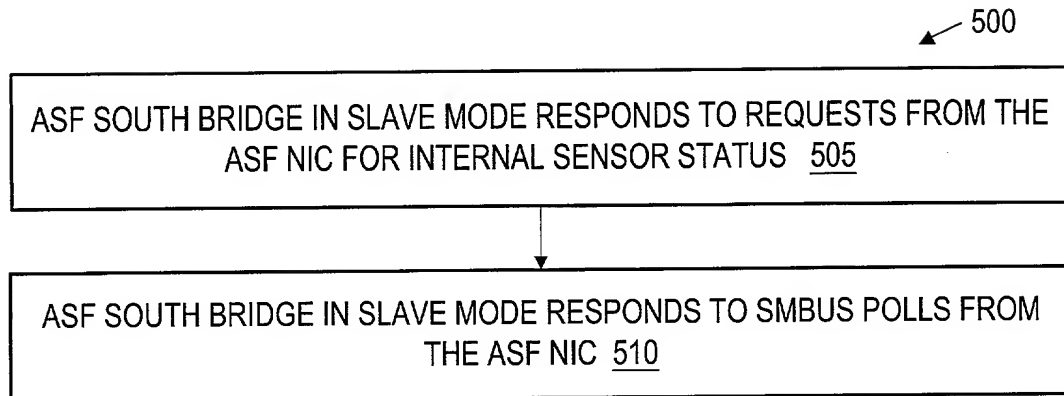 500
ASF SOUTH BRIDGE IN SLAVE MODE RESPONDS TO REQUESTS FROM THE
ASF NIC FOR INTERNAL SENSOR STATUS 505
ASF SOUTH BRIDGE IN SLAVE MODE RESPONDS TO SMBUS POLLS FROM
THE ASF NIC 510